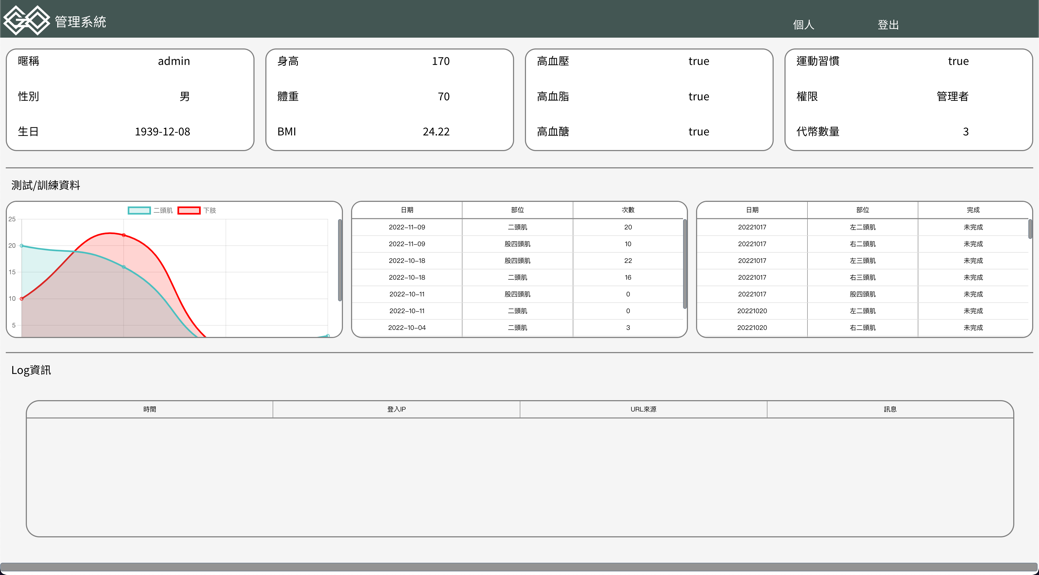 管理系統 個人 登出
暱稱 admin 身高 170 高血壓 true 運動習慣 true
性別 男 體重 70 高血脂 true 權限 管理者
生日 1939-12-08 BMI 24.22 高血醣 true 代幣數量 3
測試/訓練資料
二頭肌 下肢
25
20
15
10
5
日期 部位 次數
2022-11-09 二頭肌 20
2022-11-09 股四頭肌 10
2022-10-18 股四頭肌 22
2022-10-18 二頭肌 16
2022-10-11 股四頭肌 0
2022-10-11 二頭肌 0
2022-10-04 二頭肌 3
日期 部位 完成
20221017 左二頭肌 未完成
20221017 右二頭肌 未完成
20221017 左三頭肌 未完成
20221017 右三頭肌 未完成
20221017 股四頭肌 未完成
20221020 左二頭肌 未完成
20221020 右二頭肌 未完成
Log資訊
時間 登入IP URL來源 訊息